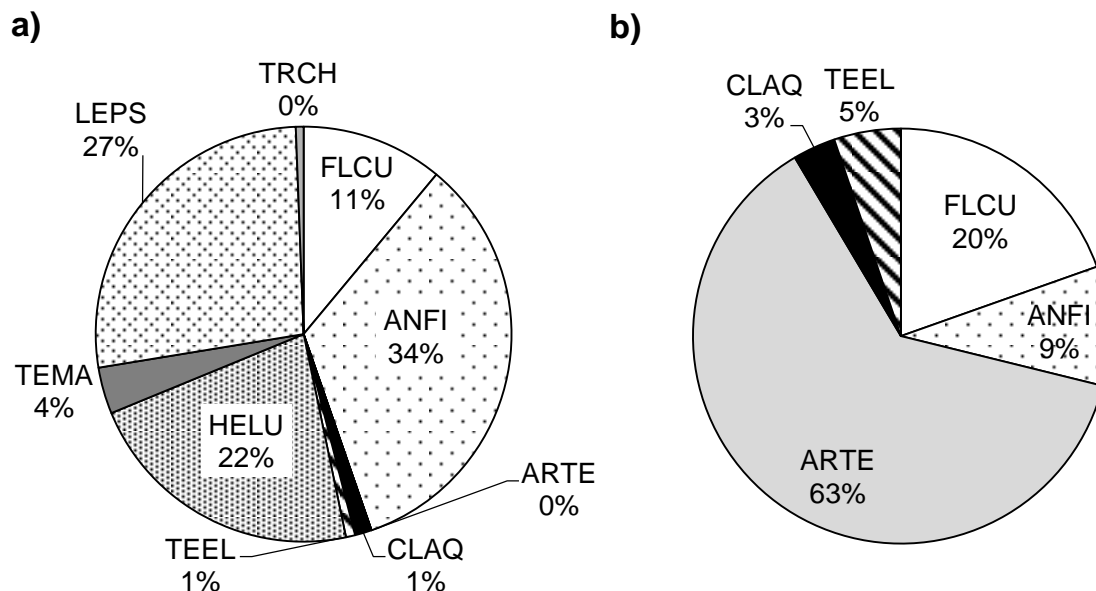 a)
TRCH
0%
LEPS
27%
FLCU
11%
ANFI
34%
TEMA
4%
HELU
22%
ARTE
0%
TEEL
1%
CLAQ
1%
b)
CLAQ
3%
TEEL
5%
FLCU
20%
ANFI
9%
ARTE
63%